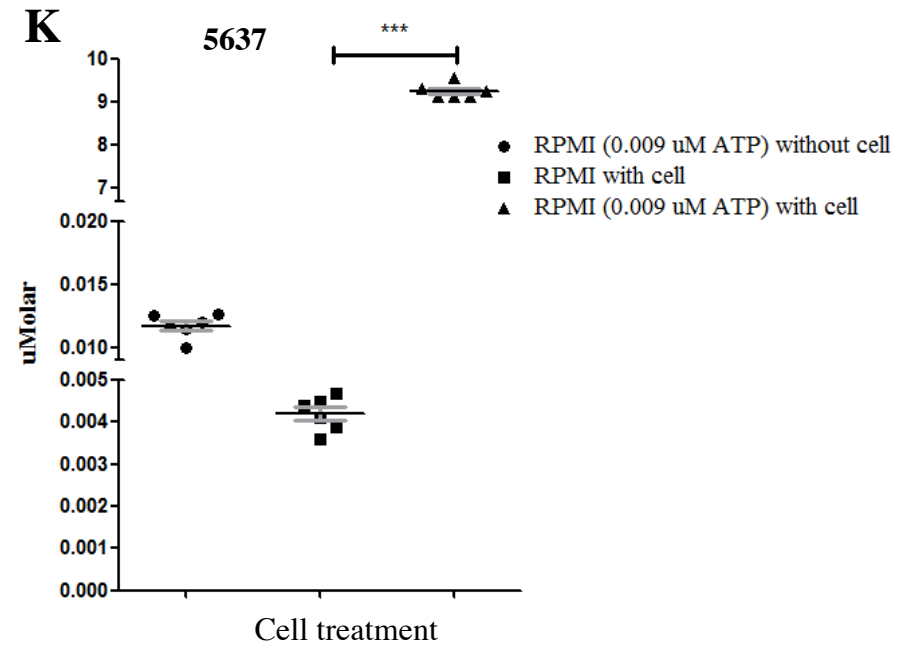 K
5637
***
10
9
8
7
0.020
0.015
0.010
0.005
0.004
0.003
0.002
0.001
0.000
uMolar
RPMI (0.009 uM ATP) without cell
RPMI with cell
RPMI (0.009 uM ATP) with cell
Cell treatment